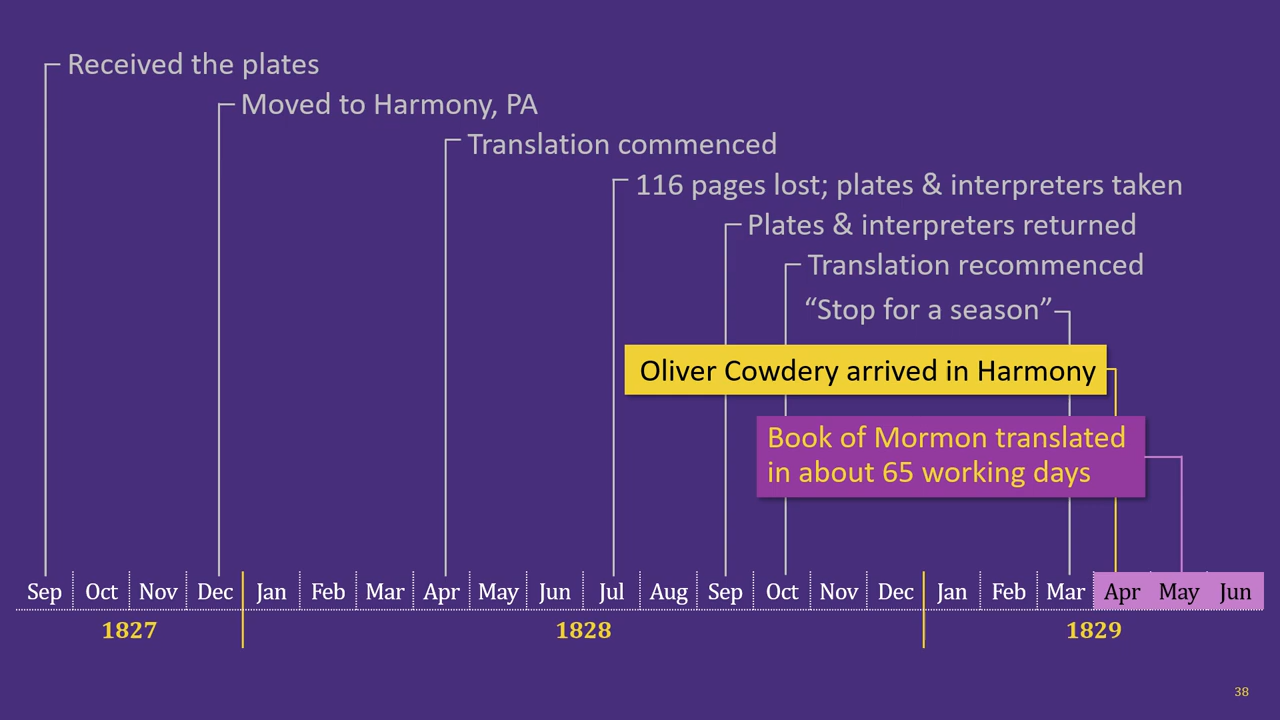 Received the plates
Moved to Harmony, PA
Translation commenced
116 pages lost; plates & interpreters taken
Plates & interpreters returned
Translation recommenced
“Stop for a season”
Oliver Cowdery arrived in Harmony
Book of Mormon translated
in about 65 working days
Sep Oct Nov Dec Jan Feb Mar Apr May Jun Jul Aug Sep Oct Nov Dec Jan Feb Mar Apr May Jun
1827 1828 1829
38